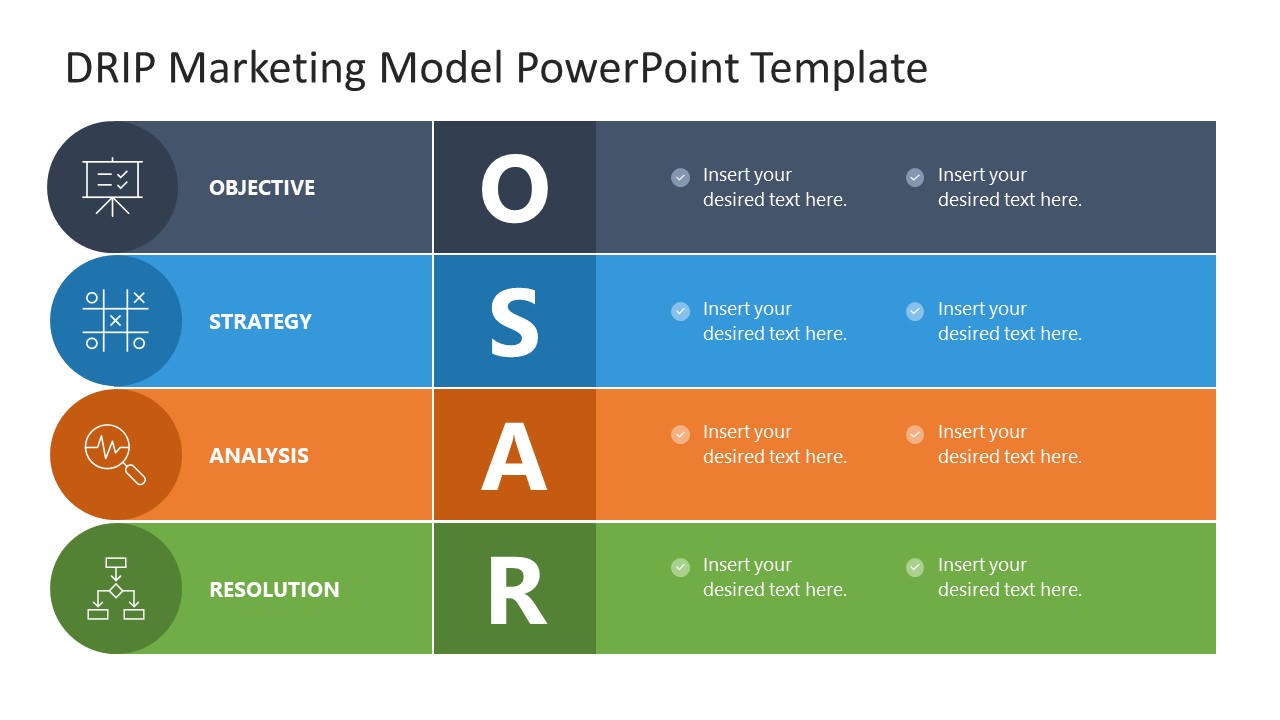 DRIP Marketing Model PowerPoint Template
OBJECTIVE
O
Insert your
desired text here.
Insert your
desired text here.
STRATEGY
S
Insert your
desired text here.
Insert your
desired text here.
ANALYSIS
A
Insert your
desired text here.
Insert your
desired text here.
RESOLUTION
R
Insert your
desired text here.
Insert your
desired text here.